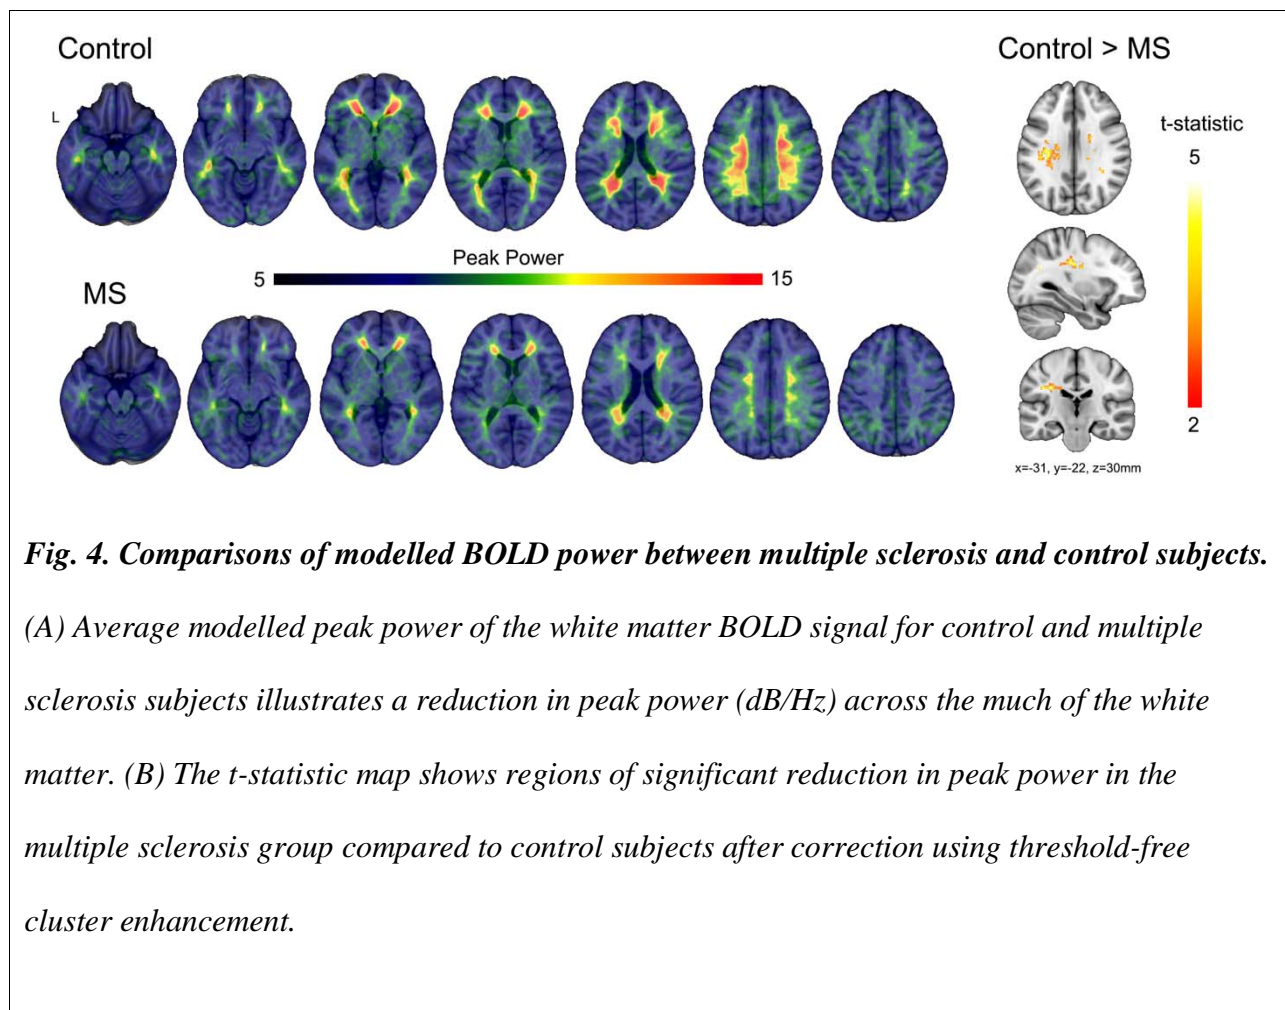 Control
Control > MS
L
t-statistic
5
Peak Power
5
15
MS
2
x=-31, y=-22, z=30mm
Fig. 4. Comparisons of modelled BOLD power between multiple sclerosis and control subjects.
(A) Average modelled peak power of the white matter BOLD signal for control and multiple
sclerosis subjects illustrates a reduction in peak power (dB/Hz) across the much of the white
matter. (B) The t-statistic map shows regions of significant reduction in peak power in the
multiple sclerosis group compared to control subjects after correction using threshold-free
cluster enhancement.